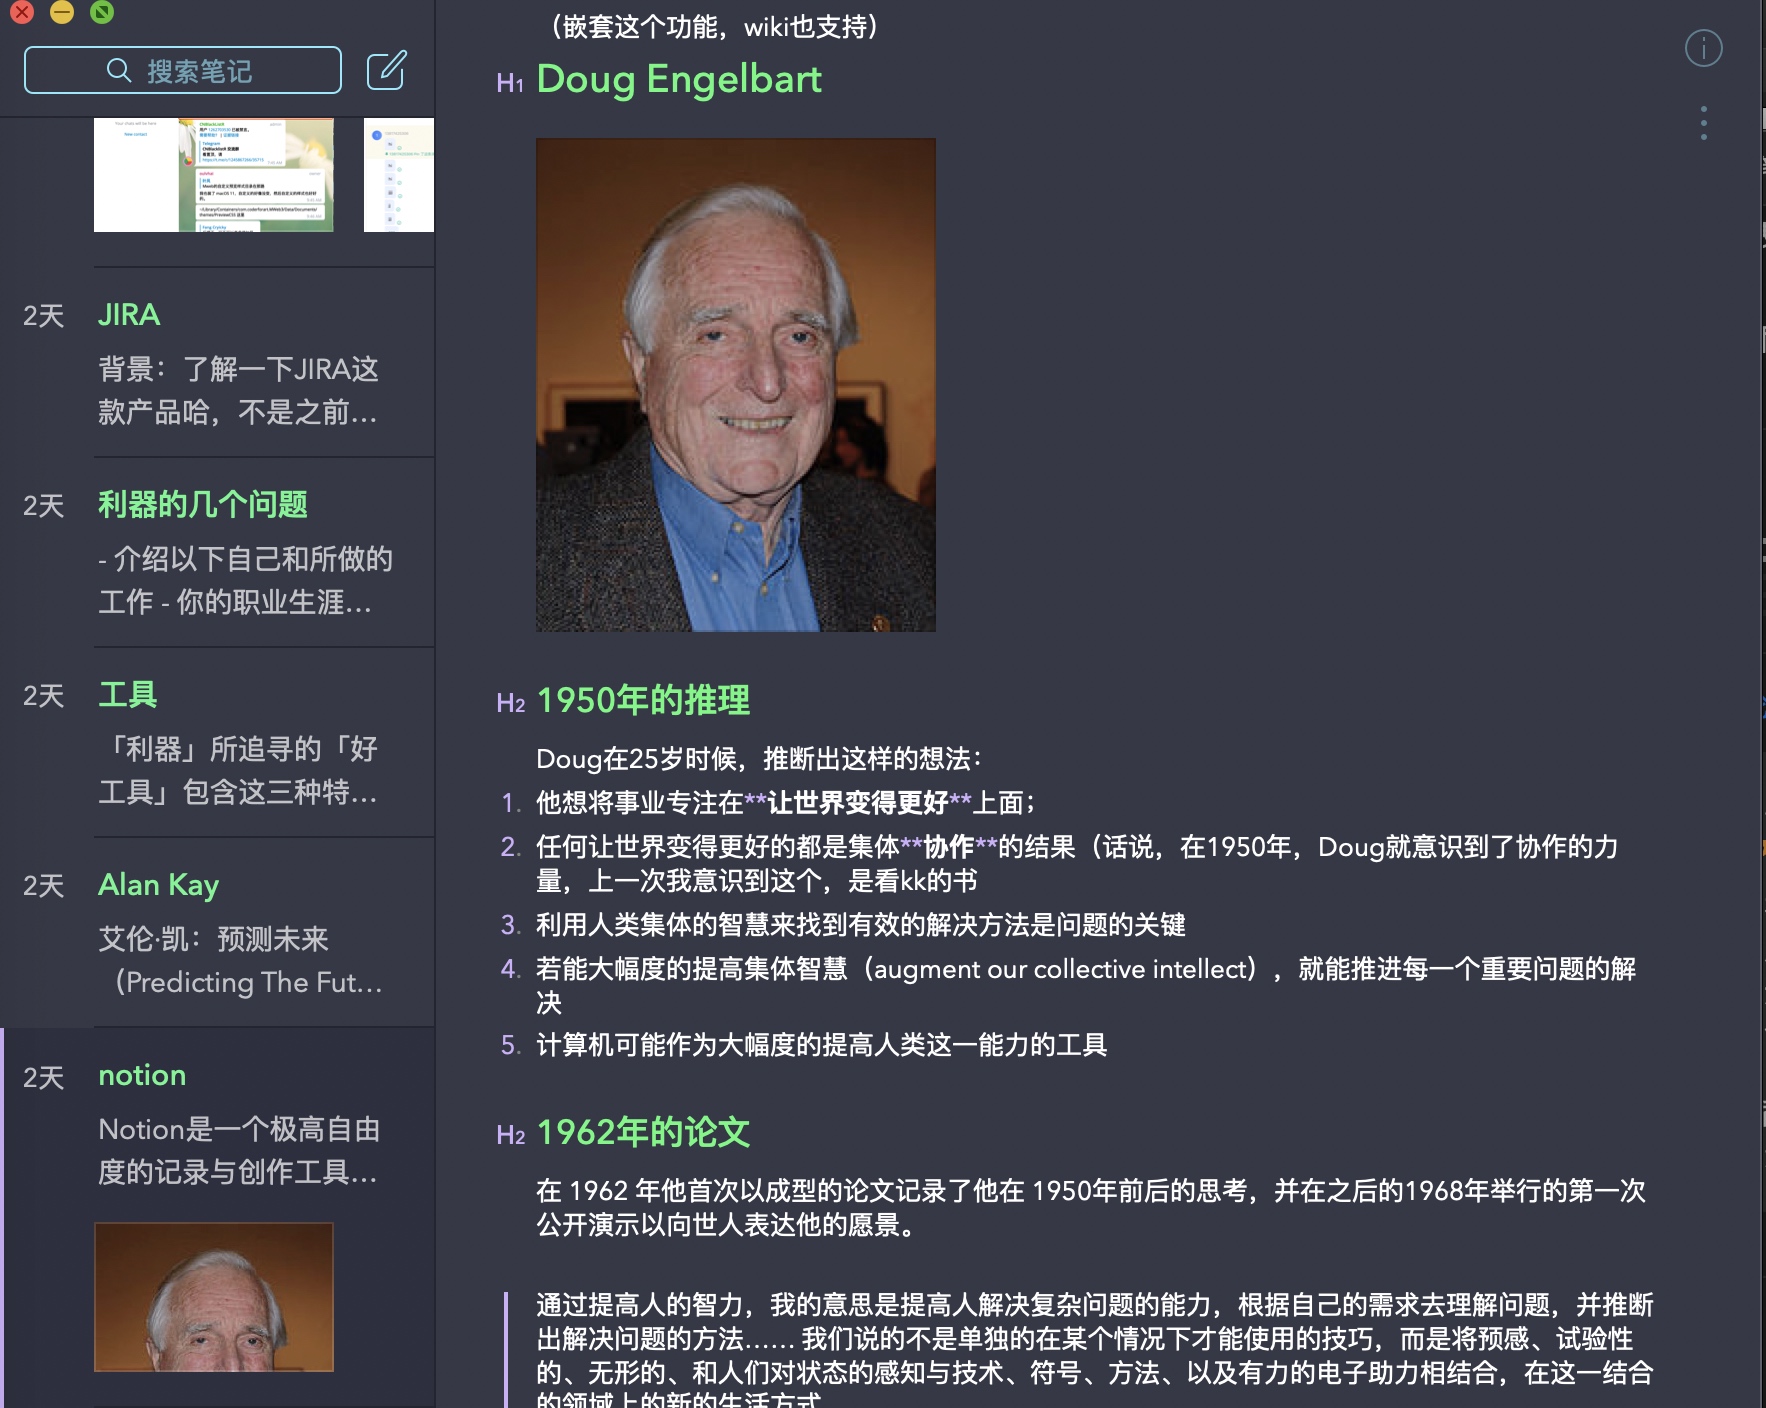 搜索笔记
2天
JIRA
背景：了解一下JIRA这
款产品哈，不是之前...
2天
利器的几个问题
- 介绍以下自己和所做的
工作 - 你的职业生涯...
2天
工具
「利器」所追寻的「好
工具」包含这三种特...
2天
Alan Kay
艾伦·凯：预测未来
（Predicting The Fut...
2天
notion
Notion是一个极高自由
度的记录与创作工具...
（嵌套这个功能，wiki也支持）
H1 Doug Engelbart
H2 1950年的推理
Doug在25岁时候，推断出这样的想法：
1. 他想将事业专注在**让世界变得更好**上面；
2. 任何让世界变得更好的都是集体**协作**的结果（话说，在1950年，Doug就意识到了协作的力
量，上一次我意识到这个，是看kk的书
3. 利用人类集体的智慧来找到有效的解决方法是问题的关键
4. 若能大幅度的提高集体智慧（augment our collective intellect），就能推进每一个重要问题的解
决
5. 计算机可能作为大幅度的提高人类这一能力的工具
H2 1962年的论文
在 1962 年他首次以成型的论文记录了他在 1950年前后的思考，并在之后的1968年举行的第一次
公开演示以向世人表达他的愿景。
通过提高人的智力，我的意思是提高人解决复杂问题的能力，根据自己的需求去理解问题，并推断
出解决问题的方法…… 我们说的不是单独的在某个情况下才能使用的技巧，而是将预感、试验性
的、无形的、和人们对状态的感知与技术、符号、方法、以及有力的电子助力相结合，在这一结合
的领域上的新的生活方式